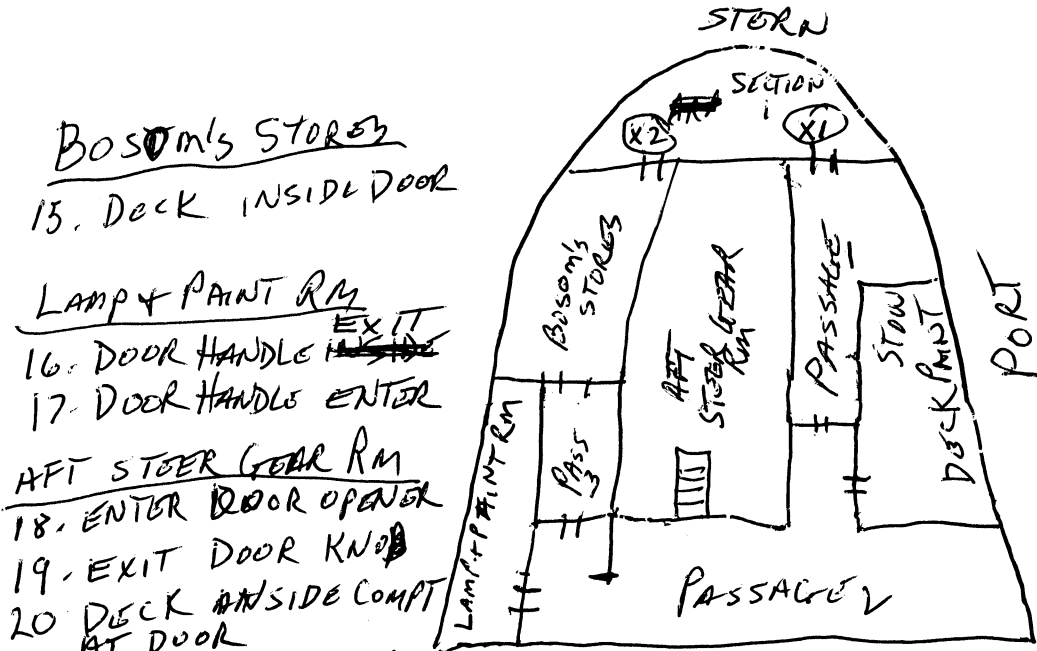 BOSOM'S STORES
15. DECK INSIDE DOOR
LAMP & PAINT RM
EXIT
16. DOOR HANDLE INSIDE
17. DOOR HANDLE ENTER
AFT STEER GEAR RM
18. ENTER DOOR OPENER
19. EXIT DOOR KNOB
20 DECK INSIDE COMPT
AT DOOR
STERN
SECTION
1
X2
X1
BOSOM'S
STORES
AFT
STEER GEAR
RM
PASSAGE 1
STOW
DECK PAINT
PORT
PASS
3
LAMP & PAINT RM
PASSAGE 2